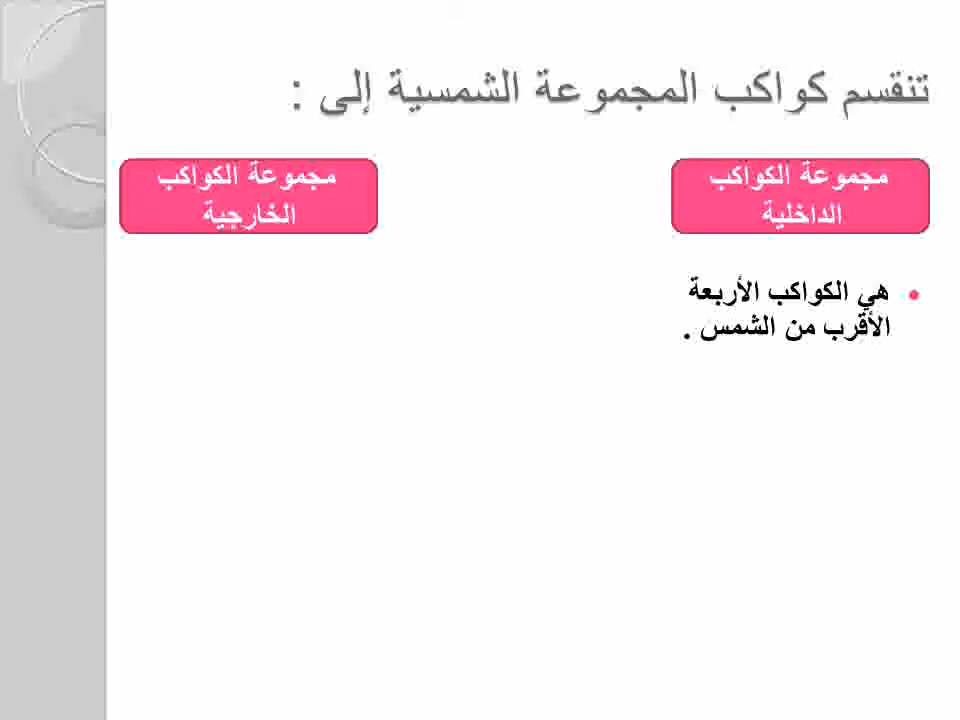 تنقسم كواكب المجموعة الشمسية إلى :
مجموعة الكواكب
الداخلية
مجموعة الكواكب
الخارجية
• هي الكواكب الأربعة
الأقرب من الشمس .